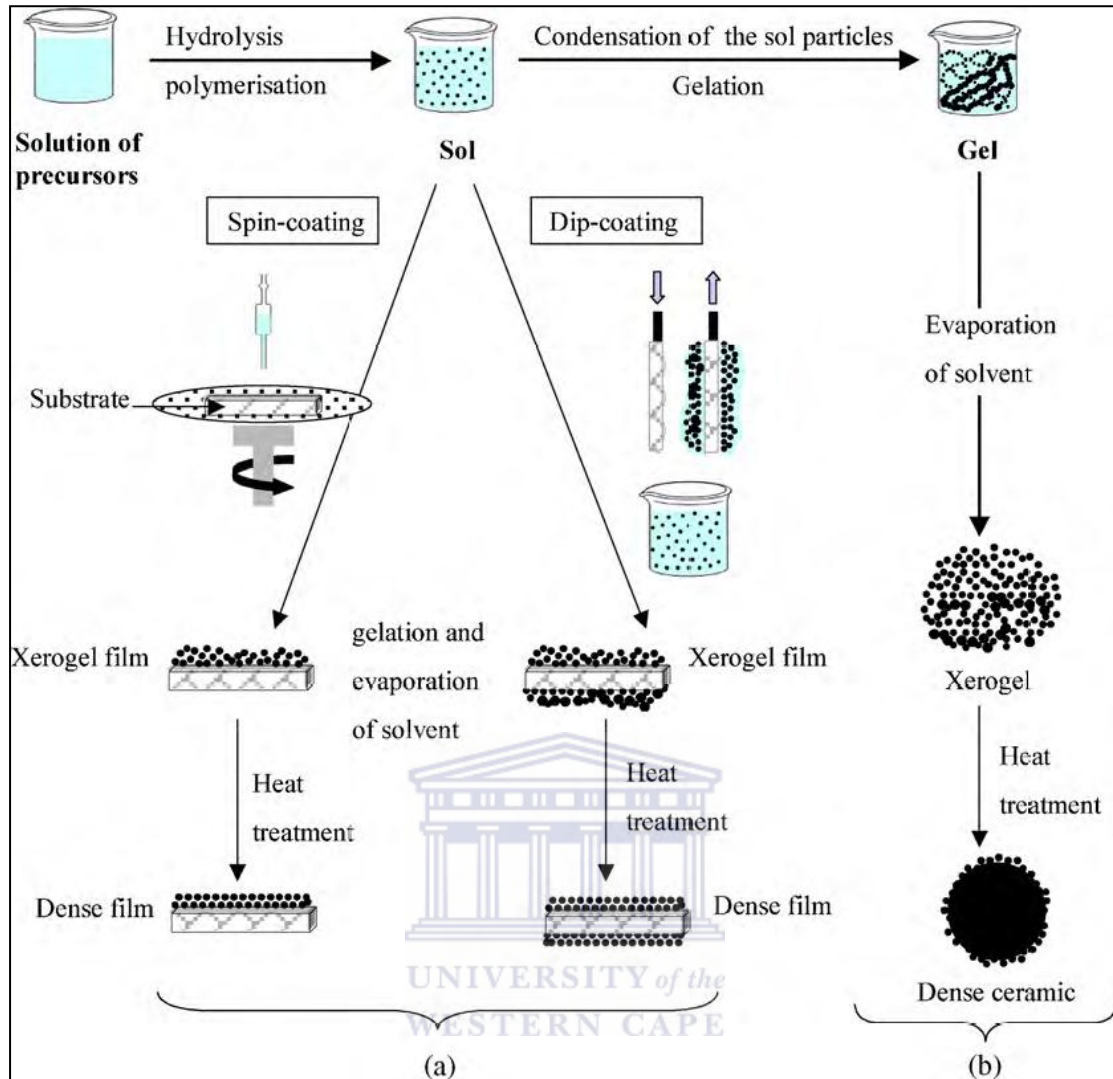 Hydrolysis
polymerisation
Condensation of the sol particles
Gelation
Solution of
precursors
Sol
Gel
Spin-coating
Dip-coating
Evaporation
of solvent
Substrate
Xerogel film
gelation and
evaporation
of solvent
Xerogel film
Xerogel
Heat
treatment
Heat
treatment
Heat
treatment
Dense film
Dense film
UNIVERSITY of the
WESTERN CAPE
Dense ceramic
(a)
(b)